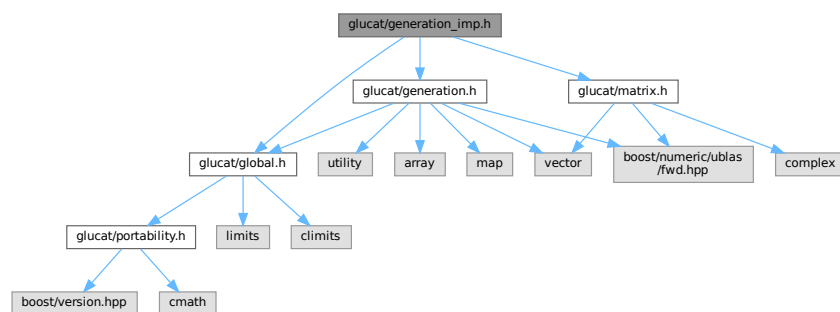 glucat/generation_imp.h
glucat/generation.h
glucat/matrix.h
glucat/global.h
utility
array
map
vector
boost/numeric/ublas
/fwd.hpp
complex
glucat/portability.h
limits
climits
boost/version.hpp
cmath